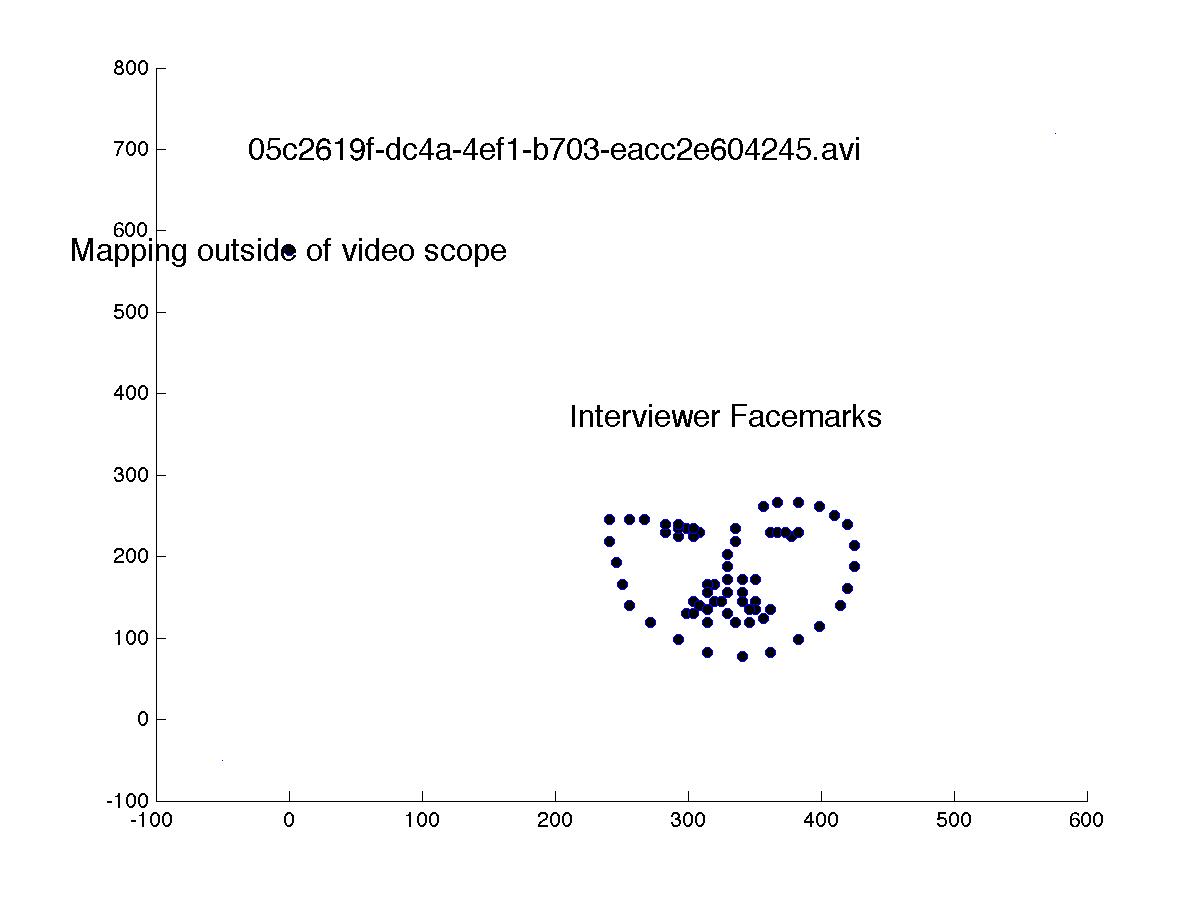 800
700
05c2619f-dc4a-4ef1-b703-eacc2e604245.avi
600
Mapping outside of video scope
500
400
Interviewer Facemarks
300
200
100
0
-100
-100 0 100 200 300 400 500 600